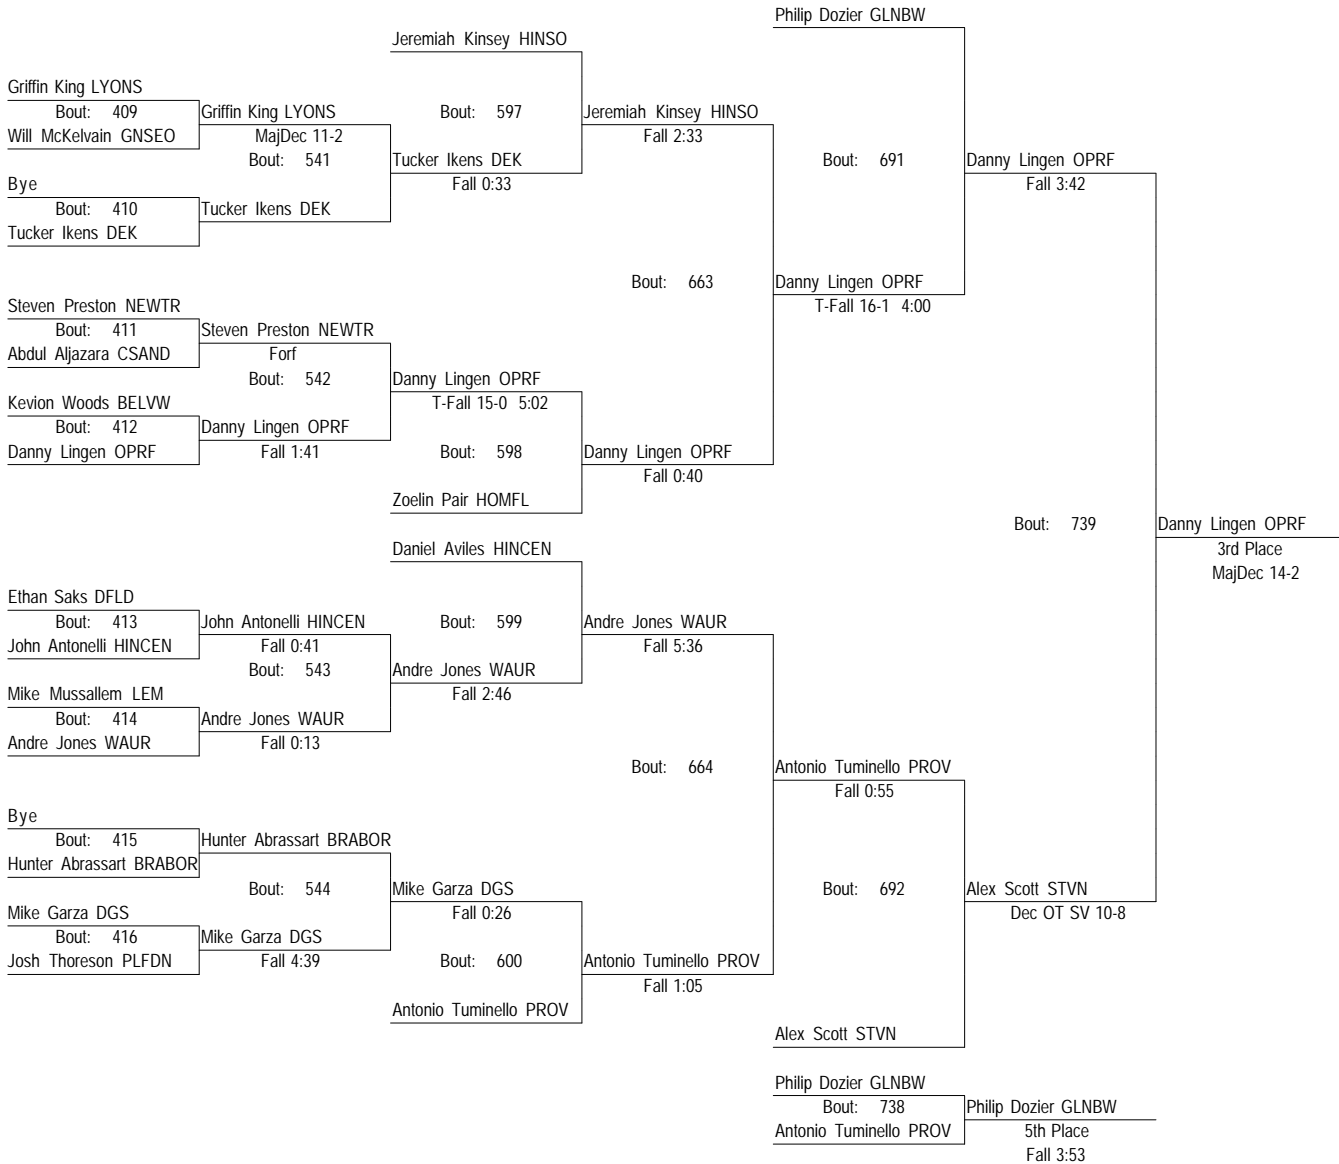 Philip Dozier GLNBW
Jeremiah Kinsey HINSO
Griffin King LYONS
Bout: 409
Griffin King LYONS
Bout: 597
Jeremiah Kinsey HINSO
Will McKelvain GNSEO
MajDec 11-2
Fall 2:33
Bout: 541
Tucker Ikens DEK
Bout: 691
Danny Lingen OPRF
Bye
Fall 0:33
Fall 3:42
Bout: 410
Tucker Ikens DEK
Tucker Ikens DEK
Bout: 663
Danny Lingen OPRF
Steven Preston NEWTR
T-Fall 16-1 4:00
Bout: 411
Steven Preston NEWTR
Abdul Aljazara CSAND
Forf
Bout: 542
Danny Lingen OPRF
Kevion Woods BELVW
T-Fall 15-0 5:02
Bout: 412
Danny Lingen OPRF
Danny Lingen OPRF
Fall 1:41
Bout: 598
Danny Lingen OPRF
Fall 0:40
Zoelin Pair HOMFL
Bout: 739
Danny Lingen OPRF
Daniel Aviles HINCEN
3rd Place
MajDec 14-2
Ethan Saks DFLD
Bout: 413
John Antonelli HINCEN
Bout: 599
Andre Jones WAUR
John Antonelli HINCEN
Fall 0:41
Fall 5:36
Bout: 543
Andre Jones WAUR
Mike Mussallem LEM
Fall 2:46
Bout: 414
Andre Jones WAUR
Andre Jones WAUR
Fall 0:13
Bout: 664
Antonio Tuminello PROV
Fall 0:55
Bye
Bout: 415
Hunter Abrassart BRABOR
Hunter Abrassart BRABOR
Bout: 544
Mike Garza DGS
Bout: 692
Alex Scott STVN
Mike Garza DGS
Fall 0:26
Dec OT SV 10-8
Bout: 416
Mike Garza DGS
Josh Thoreson PLFDN
Fall 4:39
Bout: 600
Antonio Tuminello PROV
Fall 1:05
Antonio Tuminello PROV
Alex Scott STVN
Philip Dozier GLNBW
Bout: 738
Philip Dozier GLNBW
Antonio Tuminello PROV
5th Place
Fall 3:53